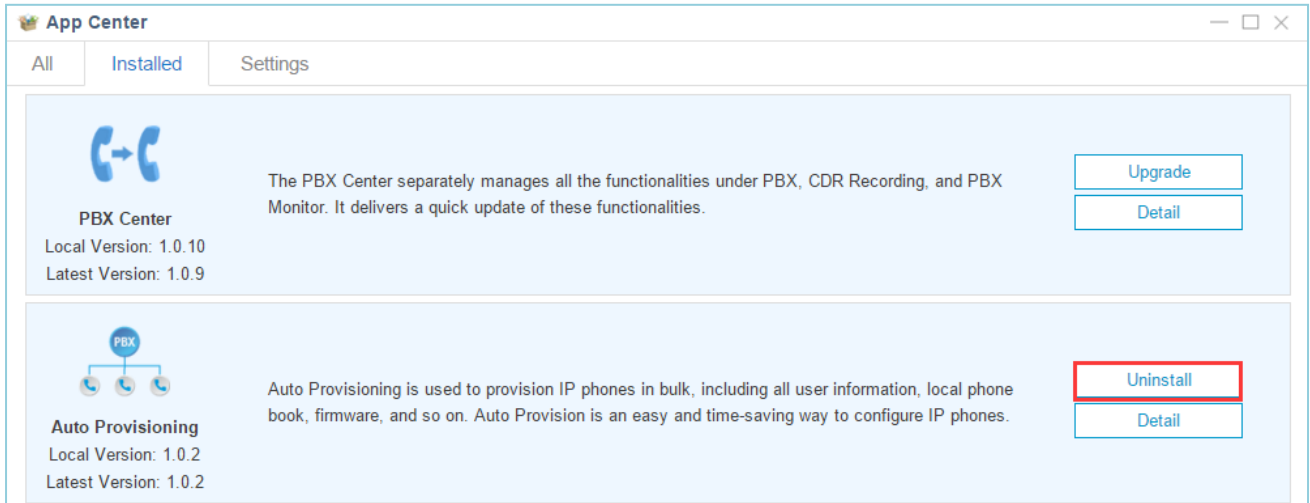 App Center
All Installed Settings
PBX Center
Local Version: 1.0.10
Latest Version: 1.0.9
The PBX Center separately manages all the functionalities under PBX, CDR Recording, and PBX
Monitor. It delivers a quick update of these functionalities.
Upgrade
Detail
PBX
Auto Provisioning
Local Version: 1.0.2
Latest Version: 1.0.2
Auto Provisioning is used to provision IP phones in bulk, including all user information, local phone
book, firmware, and so on. Auto Provision is an easy and time-saving way to configure IP phones.
Uninstall
Detail